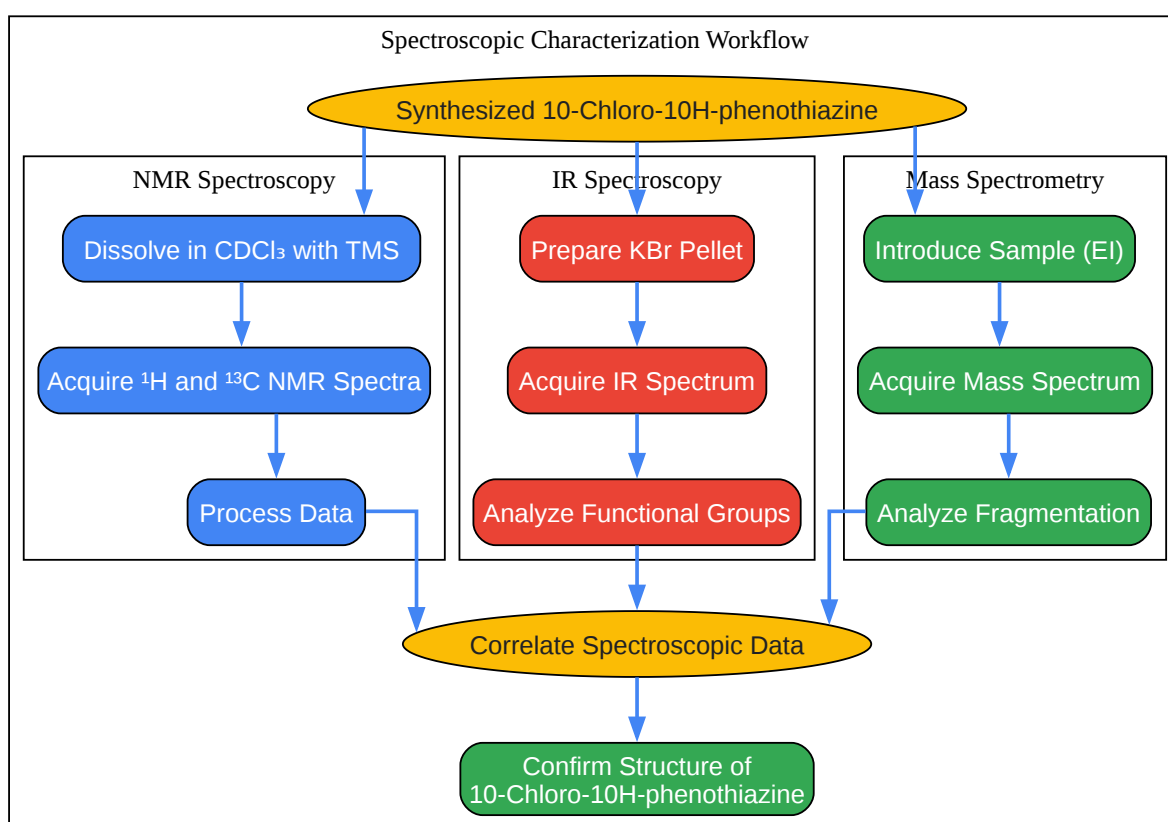 Spectroscopic Characterization Workflow
Synthesized 10-Chloro-10H-phenothiazine
NMR Spectroscopy
Dissolve in CDCl₃ with TMS
Acquire ¹H and ¹³C NMR Spectra
Process Data
IR Spectroscopy
Prepare KBr Pellet
Acquire IR Spectrum
Analyze Functional Groups
Mass Spectrometry
Introduce Sample (EI)
Acquire Mass Spectrum
Analyze Fragmentation
Correlate Spectroscopic Data
Confirm Structure of
10-Chloro-10H-phenothiazine